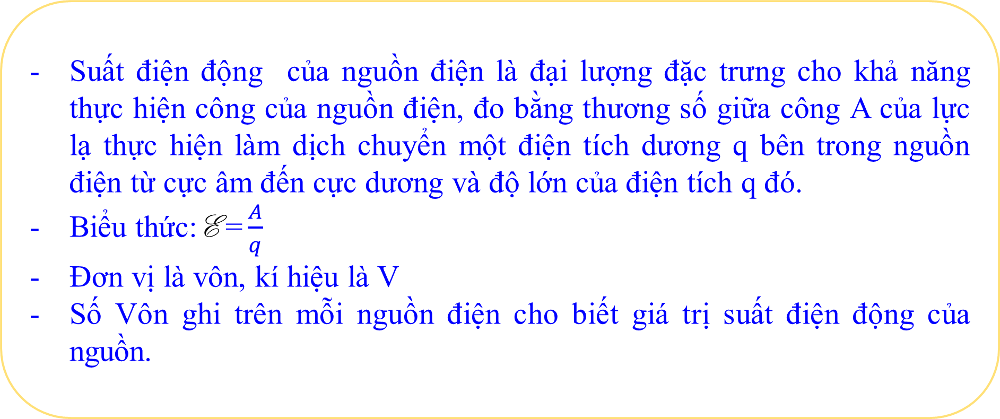 - Suất điện động của nguồn điện là đại lượng đặc trưng cho khả năng
thực hiện công của nguồn điện, đo bằng thương số giữa công A của lực
lạ thực hiện làm dịch chuyển một điện tích dương q bên trong nguồn
điện từ cực âm đến cực dương và độ lớn của điện tích q đó.
- Biểu thức: ℰ = A/q
- Đơn vị là vôn, kí hiệu là V
- Số Vôn ghi trên mỗi nguồn điện cho biết giá trị suất điện động của
nguồn.